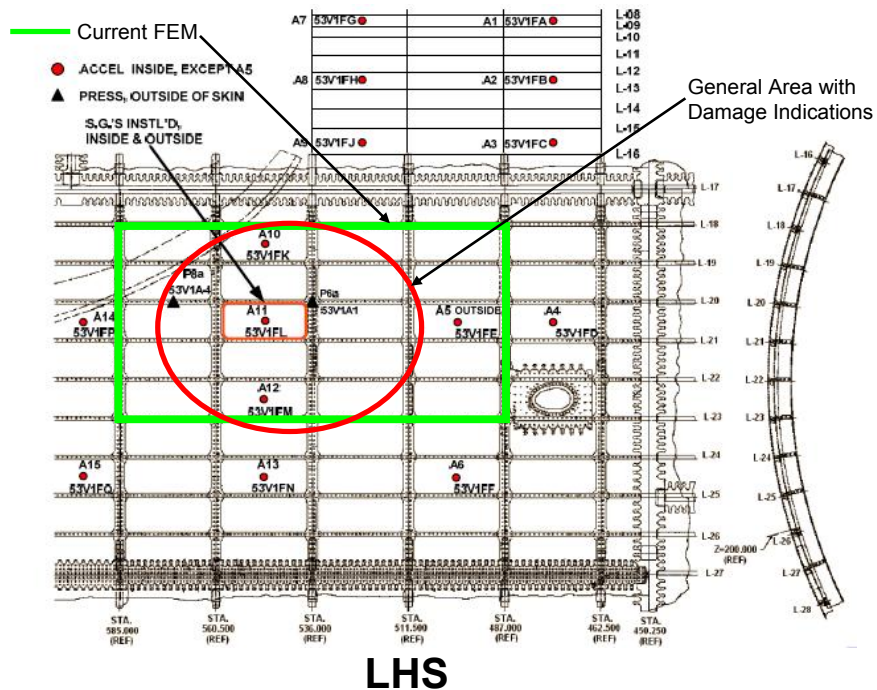 Current FEM
ACCEL INSIDE, EXCEPT A5
PRESS, OUTSIDE OF SKIN
S.G.'S INSTL'D,
INSIDE & OUTSIDE
General Area with
Damage Indications
A7 53V1FG
A1 53V1FA
A8 53V1FH
A2 53V1FB
A9 53V1FJ
A3 53V1FC
L-08
L-09
L-10
L-11
L-12
L-13
L-14
L-15
L-16
L-17
L-18
L-19
L-20
L-21
L-22
L-23
L-24
L-25
L-26
L-27
A10
53V1FK
P8a
53V1A4
P6a
53V1A1
A14
53V1FP
A11
53V1FL
A5 OUTSIDE
53V1FE
A4
53V1FD
A12
53V1FM
A15
53V1FQ
A13
53V1FN
A6
53V1FF
L-16
L-17
L-18
L-19
L-20
L-21
L-22
L-23
L-24
L-25
L-26
Z=200.000
(REF)
L-27
L-28
STA.
585.000
(REF)
STA.
560.500
(REF)
STA.
536.000
(REF)
STA.
511.500
(REF)
STA.
487.000
(REF)
STA.
462.500
(REF)
STA.
450.250
(REF)
LHS